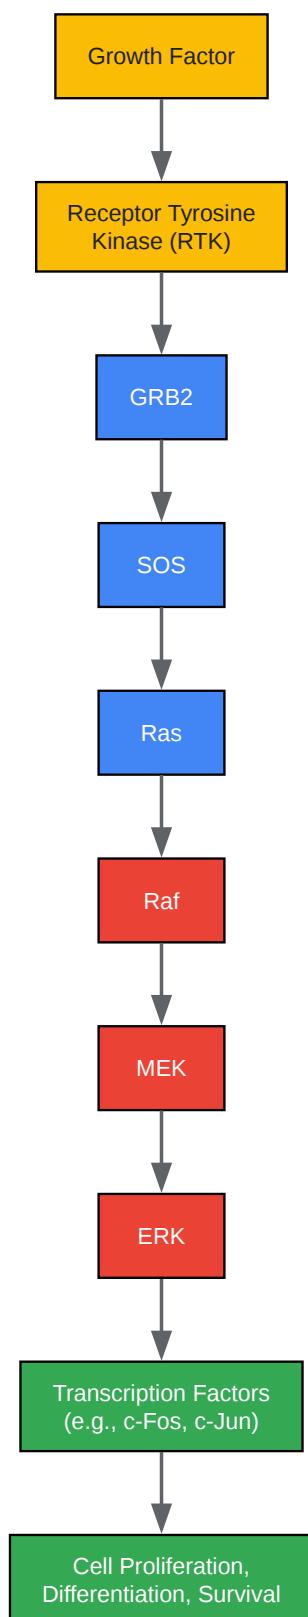 Growth Factor
Receptor Tyrosine
Kinase (RTK)
GRB2
SOS
Ras
Raf
MEK
ERK
Transcription Factors
(e.g., c-Fos, c-Jun)
Cell Proliferation,
Differentiation, Survival